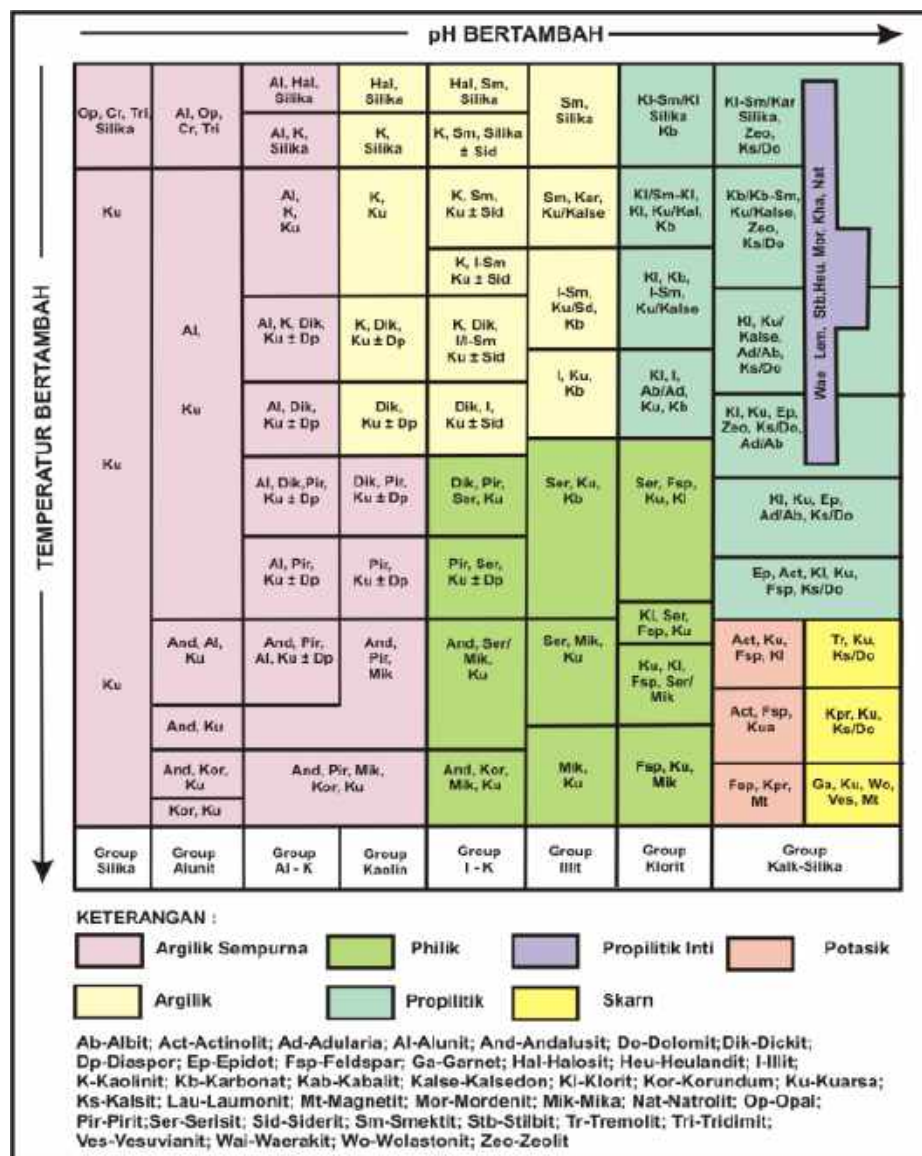 pH BERTAMBAH
TEMPERATUR BERTAMBAH
Op, Cr, Tri,
Silika
Ku
Ku
Ku
Group
Silika
Al, Op,
Cr, Tri
Al,
Ku
And, Al,
Ku
And, Ku
And, Kor,
Ku
Kor, Ku
Group
Alunit
Al, Hal,
Silika
Al, K,
Silika
Al,
K,
Ku
Al, K, Dik,
Ku ± Dp
Al, Dik,
Ku ± Dp
Al, Dik,Pir,
Ku ± Dp
Al, Pir,
Ku ± Dp
And, Pir,
Al, Ku ± Dp
And, Pir, Mik,
Kor, Ku
Group
Al - K
Hal,
Silika
K,
Silika
K,
Ku
K, Dik,
Ku ± Dp
Dik,
Ku ± Dp
Dik, Pir,
Ku ± Dp
Pir,
Ku ± Dp
And,
Pir,
Mik
Group
Kaolin
Hal, Sm,
Silika
K, Sm, Silika
± Sid
K, Sm,
Ku ± Sid
K, I-Sm
Ku ± Sid
K, Dik,
I/I-Sm
Ku ± Sid
Dik, I,
Ku ± Sid
Dik, Pir,
Ser, Ku
Pir, Ser,
Ku ± Dp
And, Ser/
Mik,
Ku
And, Kor,
Mik, Ku
Group
I - K
Sm,
Silika
Sm, Kar,
Ku/Kalse
I-Sm,
Ku/Sd,
Kb
I, Ku,
Kb
Ser, Ku,
Kb
Ser, Mik,
Ku
Mik,
Ku
Group
Illit
Kl-Sm/Kl
Silika
Kb
Kl/Sm-Kl,
Kl, Ku/Kal,
Kb
Kl, Kb,
I-Sm,
Ku/Kalse
Kl, I,
Ab/Ad,
Ku, Kb
Ser, Fsp,
Ku, Kl
Kl, Ser,
Fsp, Ku
Ku, Kl,
Fsp, Ser/
Mik
Fsp, Ku,
Mik
Group
Klorit
Kl-Sm/Kar
Silika,
Zeo,
Ks/Do
Kb/Kb-Sm,
Ku/Kalse,
Zeo,
Ks/Do
Kl, Ku/
Kalse,
Ad/Ab,
Ks/Do
Kl, Ku, Ep,
Zeo, Ks/Do,
Ad/Ab
Wae Lem, Stb,Heu, Mor, Kha, Nat
Kl, Ku, Ep,
Ad/Ab, Ks/Do
Ep, Act, Kl, Ku,
Fsp, Ks/Do
Act, Ku,
Fsp, Kl
Tr, Ku,
Ks/Do
Act, Fsp,
Kua
Kpr, Ku,
Ks/Do
Fsp, Kpr,
Mt
Ga, Ku, Wo,
Ves, Mt
Group
Kalk-Silika
KETERANGAN :
Argilik Sempurna
Philik
Propilitik Inti
Potasik
Argilik
Propilitik
Skarn
Ab-Albit; Act-Actinolit; Ad-Adularia; Al-Alunit; And-Andalusit; Do-Dolomit;Dik-Dickit;
Dp-Diaspor; Ep-Epidot; Fsp-Feldspar; Ga-Garnet; Hal-Halosit; Heu-Heulandit; I-Illit;
K-Kaolinit; Kb-Karbonat; Kab-Kabalit; Kalse-Kalsedon; Kl-Klorit; Kor-Korundum; Ku-Kuarsa;
Ks-Kalsit; Lau-Laumonit; Mt-Magnetit; Mor-Mordenit; Mik-Mika; Nat-Natrolit; Op-Opal;
Pir-Pirit;Ser-Serisit; Sid-Siderit; Sm-Smektit; Stb-Stilbit; Tr-Tremolit; Tri-Tridimit;
Ves-Vesuvianit; Wai-Waerakit; Wo-Wolastonit; Zeo-Zeolit